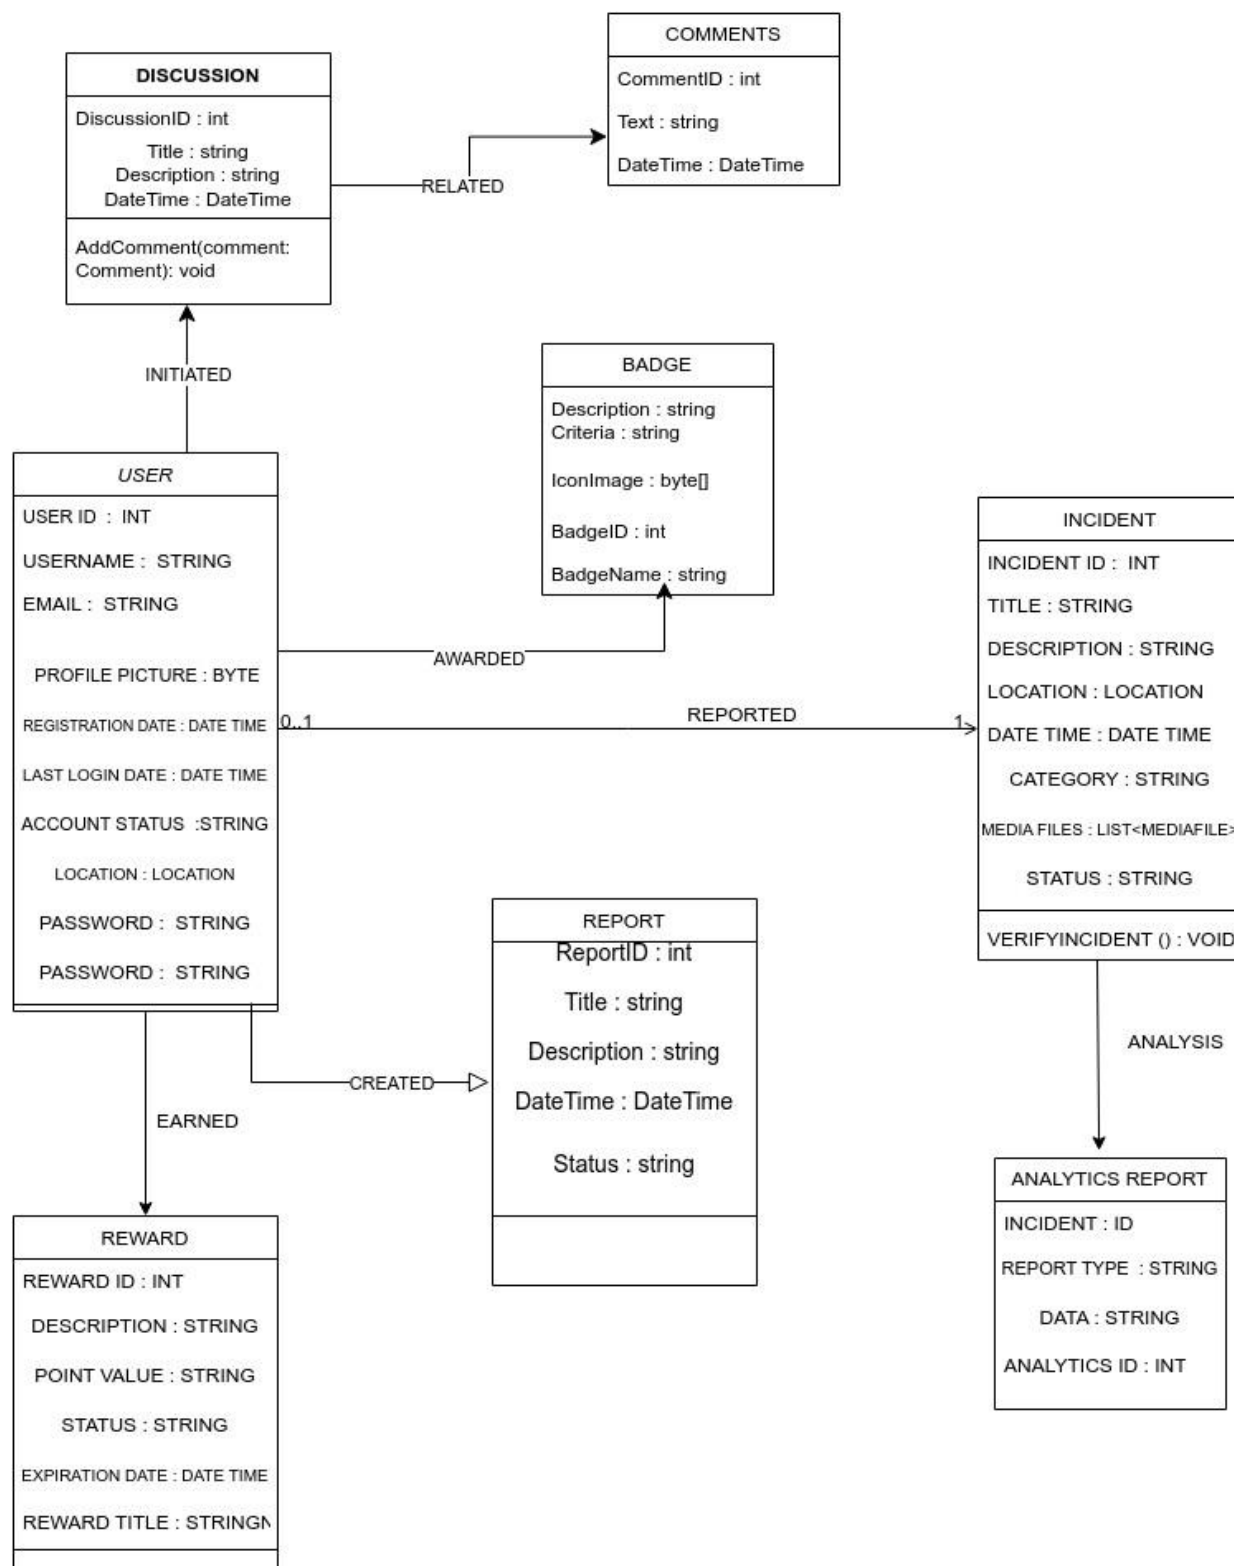 COMMENTS
CommentID : int
Text : string
DateTime : DateTime
DISCUSSION
DiscussionID : int
Title : string
Description : string
DateTime : DateTime
AddComment(comment:
Comment): void
RELATED
INITIATED
BADGE
Description : string
Criteria : string
IconImage : byte[]
BadgeID : int
BadgeName : string
USER
USER ID : INT
USERNAME : STRING
EMAIL : STRING
PROFILE PICTURE : BYTE
REGISTRATION DATE : DATE TIME
LAST LOGIN DATE : DATE TIME
ACCOUNT STATUS :STRING
LOCATION : LOCATION
PASSWORD : STRING
PASSWORD : STRING
AWARDED
0..1
REPORTED
1
INCIDENT
INCIDENT ID : INT
TITLE : STRING
DESCRIPTION : STRING
LOCATION : LOCATION
DATE TIME : DATE TIME
CATEGORY : STRING
MEDIA FILES : LIST<MEDIAFILE>
STATUS : STRING
VERIFYINCIDENT () : VOID
REPORT
ReportID : int
Title : string
Description : string
DateTime : DateTime
Status : string
CREATED
EARNED
ANALYSIS
REWARD
REWARD ID : INT
DESCRIPTION : STRING
POINT VALUE : STRING
STATUS : STRING
EXPIRATION DATE : DATE TIME
REWARD TITLE : STRINGN
ANALYTICS REPORT
INCIDENT : ID
REPORT TYPE : STRING
DATA : STRING
ANALYTICS ID : INT